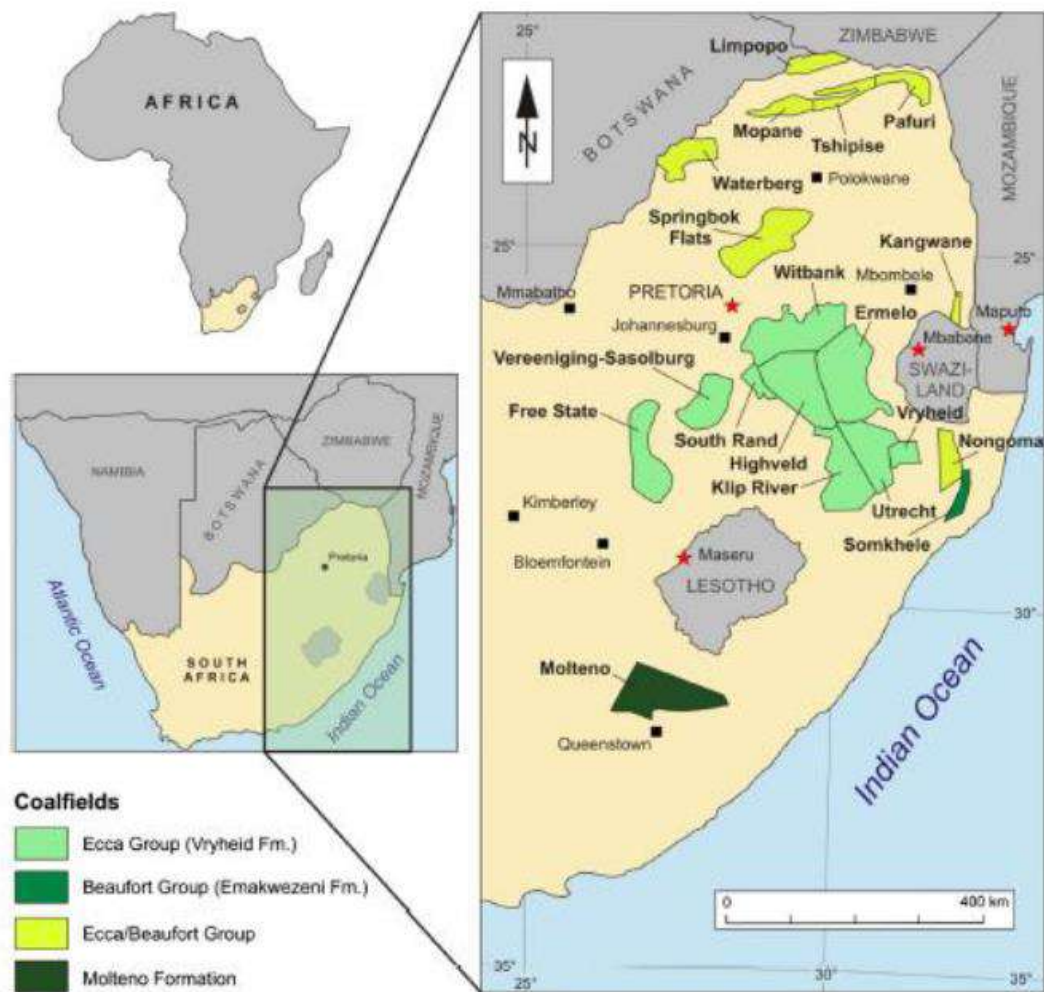 AFRICA
NAMIBIA
BOTSWANA
ZIMBABWE
MOZAMBIQUE
Pretoria
SOUTH
AFRICA
Atlantic Ocean
Indian Ocean
Coalfields
Ecca Group (Vryheid Fm.)
Beaufort Group (Emakwezeni Fm.)
Ecca/Beaufort Group
Molteno Formation
25°
30°
ZIMBABWE
Limpopo
BOTSWANA
MOZAMBIQUE
N
Pafuri
Mopane
Tshipise
Waterberg
Polokwane
Springbok
Flats
Kangwane
25°
25°
Witbank
Mbombele
Mmabatho
PRETORIA
Ermelo
Maputo
Johannesburg
Mbabane
Vereeniging-Sasolburg
SWAZI-
LAND
Free State
Vryheid
South Rand
Nongoma
Highveld
Klip River
Kimberley
Utrecht
Somkhele
Bloemfontein
Maseru
LESOTHO
30°
Molteno
Queenstown
Indian Ocean
0
400 km
35°
25°
30°
35°